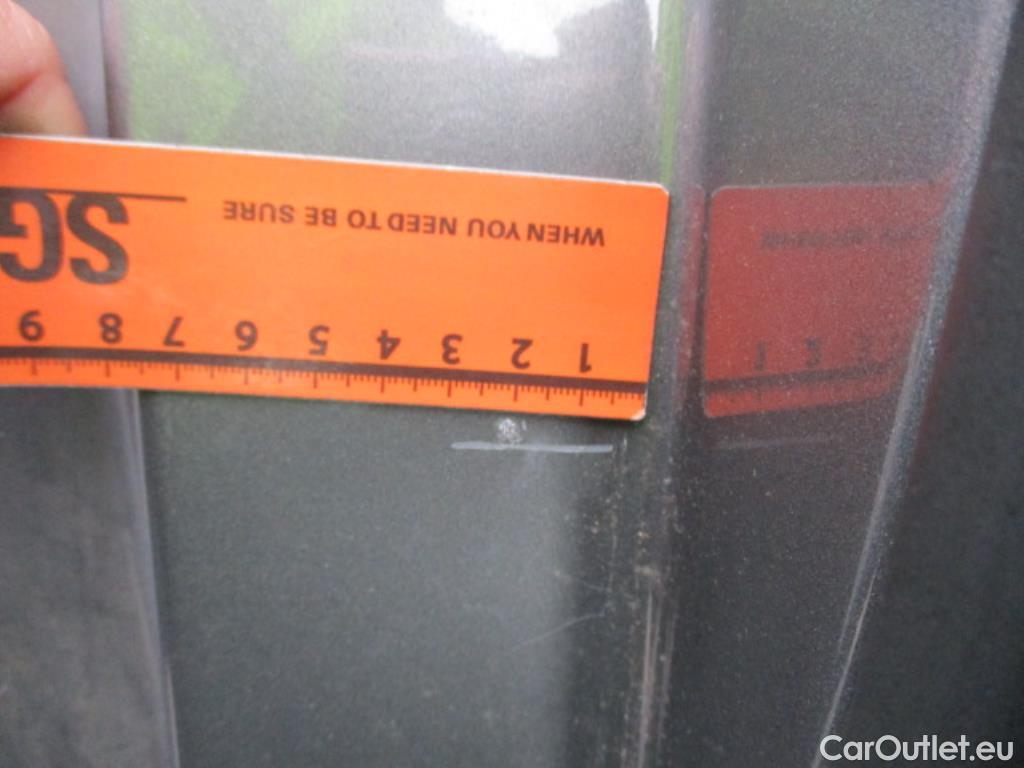 SG
WHEN YOU NEED TO BE SURE
1 2 3 4 5 6 7 8 9
CarOutlet.eu